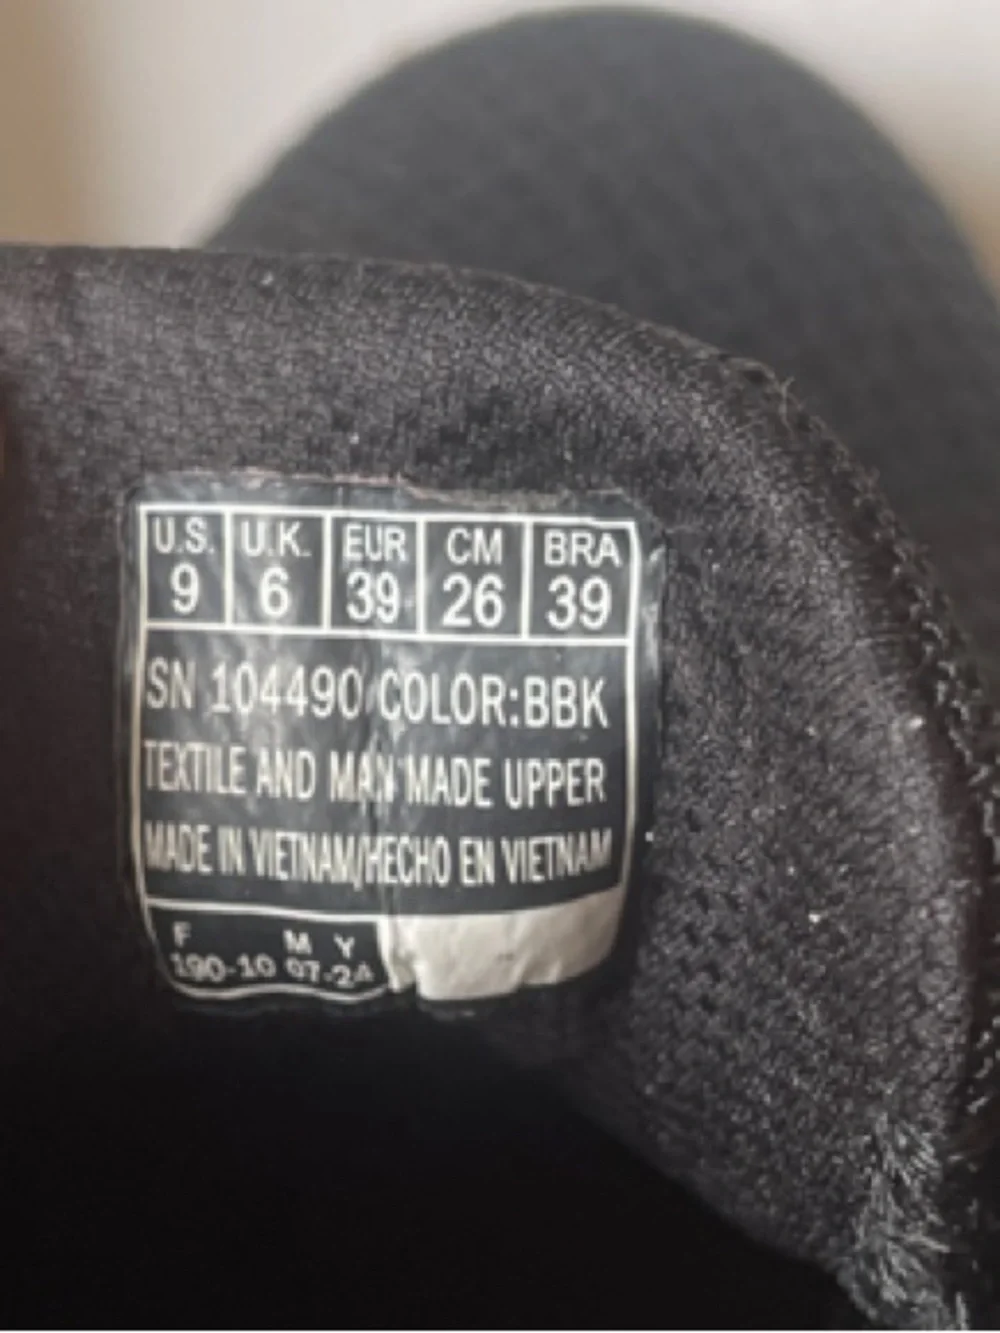 U.S. U.K. EUR CM BRA
9 6 39 26 39
SN 104490 COLOR:BBK
TEXTILE AND MAN MADE UPPER
MADE IN VIETNAM/HECHO EN VIETNAM
F M Y
190-10 07-24